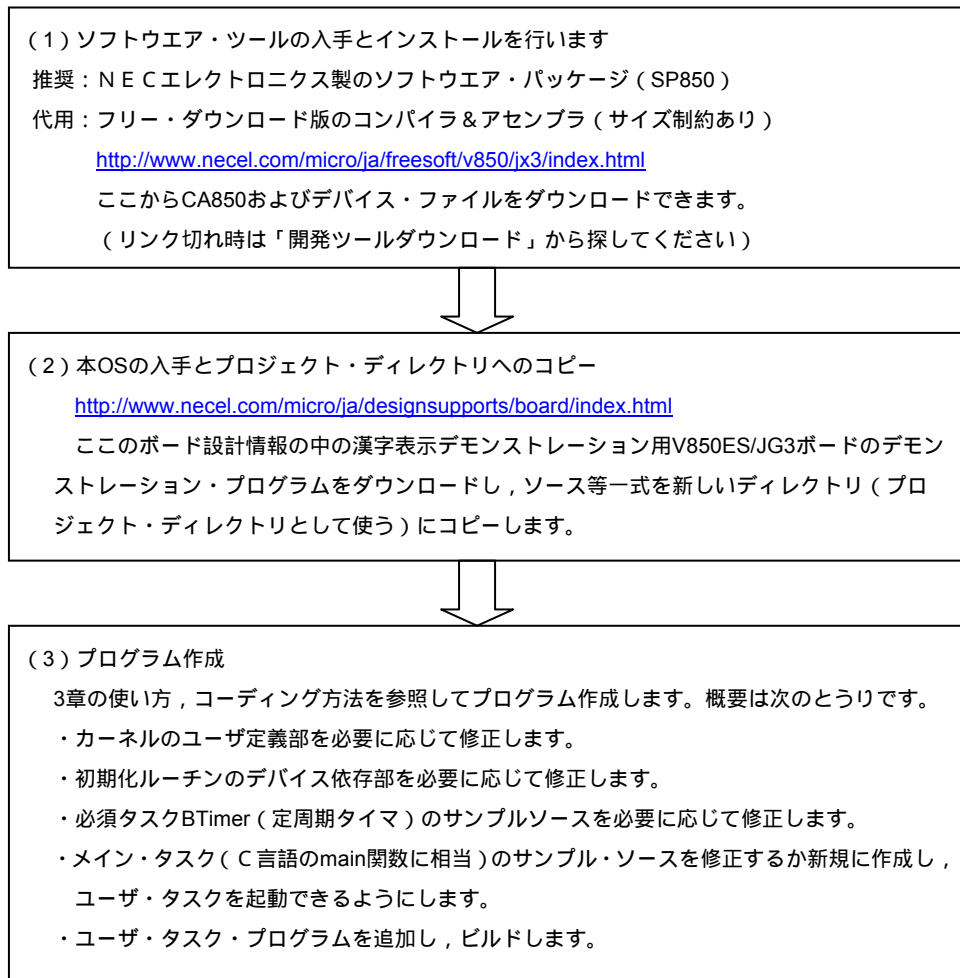 （1）ソフトウエア・ツールの入手とインストールを行います
推奨：ＮＥＣエレクトロニクス製のソフトウエア・パッケージ（SP850）
代用：フリー・ダウンロード版のコンパイラ＆アセンブラ（サイズ制約あり）
http://www.necel.com/micro/ja/freesoft/v850/jx3/index.html
ここからCA850およびデバイス・ファイルをダウンロードできます。
（リンク切れ時は「開発ツールダウンロード」から探してください）
（2）本OSの入手とプロジェクト・ディレクトリへのコピー
http://www.necel.com/micro/ja/designsupports/board/index.html
ここのボード設計情報の中の漢字表示デモンストレーション用V850ES/JG3ボードのデモン
ストレーション・プログラムをダウンロードし，ソース等一式を新しいディレクトリ（プロ
ジェクト・ディレクトリとして使う）にコピーします。
（3）プログラム作成
3章の使い方，コーディング方法を参照してプログラム作成します。概要は次のとうりです。
・カーネルのユーザ定義部を必要に応じて修正します。
・初期化ルーチンのデバイス依存部を必要に応じて修正します。
・必須タスクBTimer（定周期タイマ）のサンプルソースを必要に応じて修正します。
・メイン・タスク（Ｃ言語のmain関数に相当）のサンプル・ソースを修正するか新規に作成し，
ユーザ・タスクを起動できるようにします。
・ユーザ・タスク・プログラムを追加し，ビルドします。